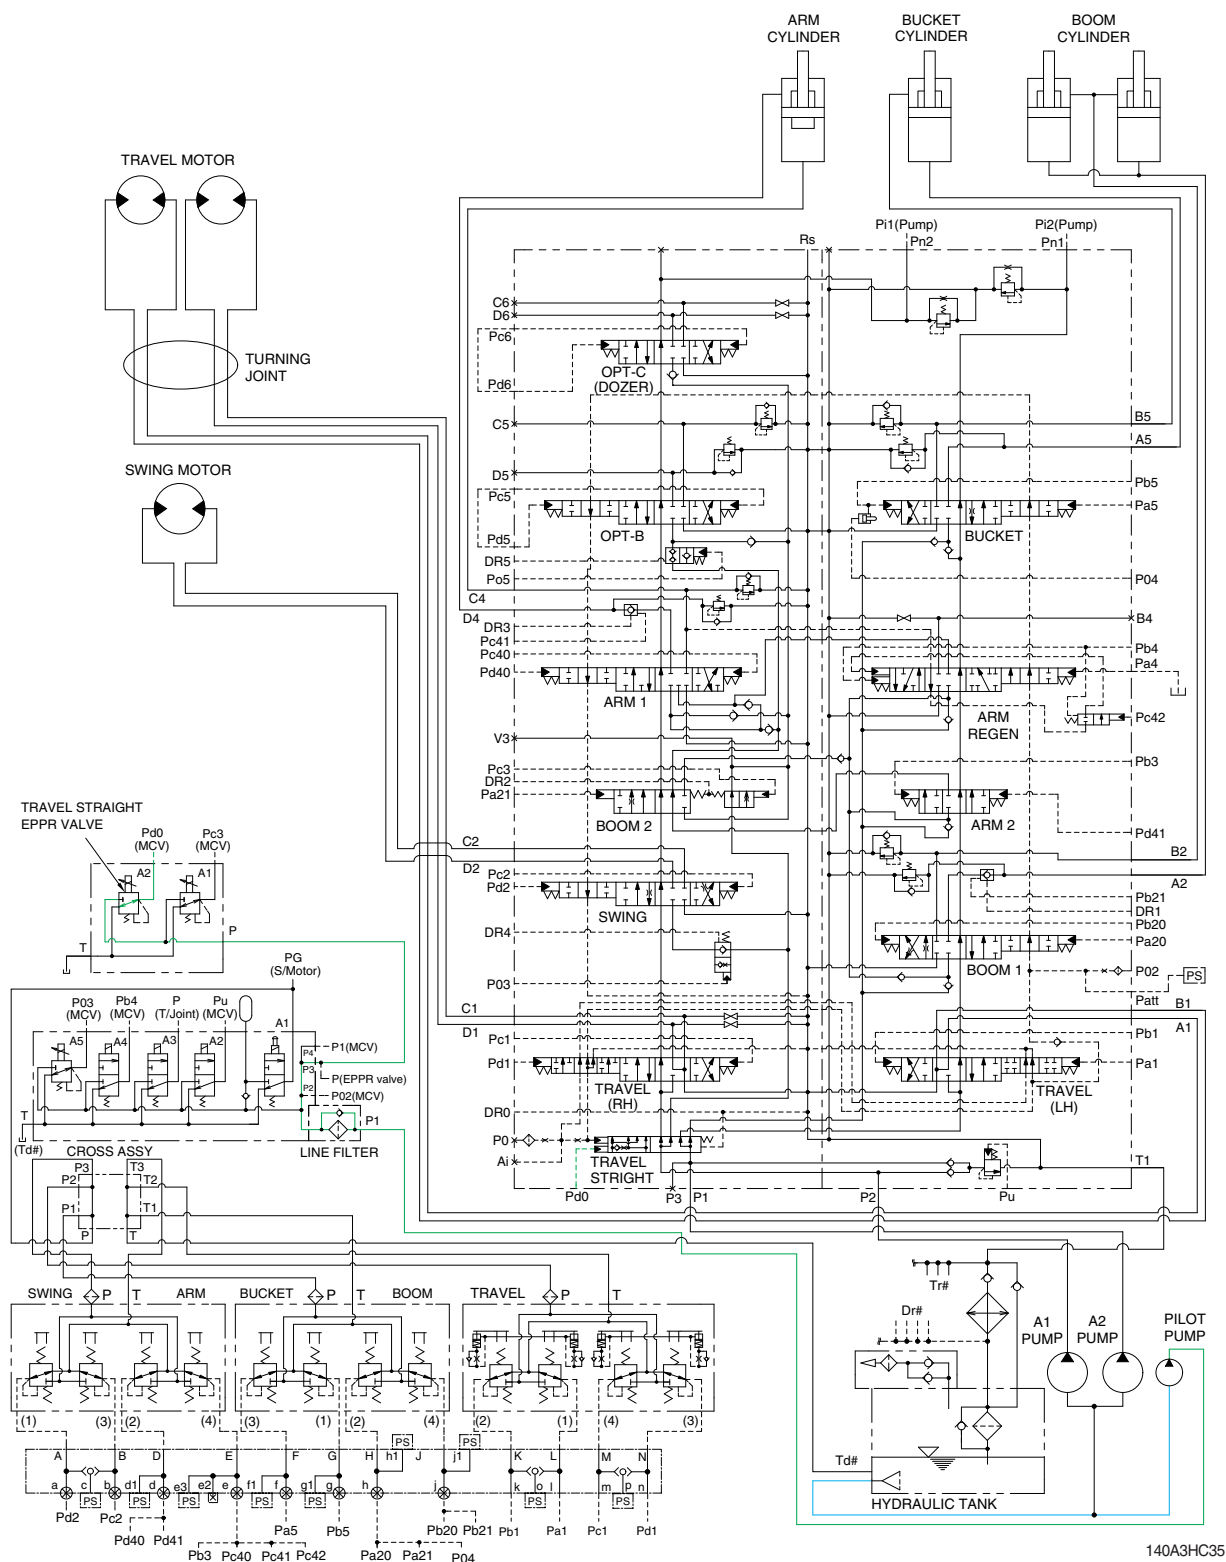 ARM
CYLINDER
BUCKET
CYLINDER
BOOM
CYLINDER
TRAVEL MOTOR
TURNING
JOINT
SWING MOTOR
Pi1(Pump)
Pn2
Pi2(Pump)
Pn1
Rs
C6
D6
Pc6
Pd6
OPT-C
(DOZER)
C5
D5
Pc5
Pd5
OPT-B
DR5
Po5
C4
D4
DR3
Pc41
Pc40
Pd40
ARM 1
V3
Pc3
DR2
Pa21
BOOM 2
C2
D2
Pc2
Pd2
SWING
DR4
P03
C1
D1
Pc1
Pd1
TRAVEL
(RH)
DR0
P0
Ai
TRAVEL
STRIGHT
Pd0
P3
P1
P2
Pu
B5
A5
Pb5
Pa5
BUCKET
P04
B4
Pb4
Pa4
ARM
REGEN
Pc42
Pb3
ARM 2
Pd41
B2
A2
Pb21
DR1
Pb20
Pa20
BOOM 1
P02
PS
Patt
B1
A1
Pb1
Pa1
TRAVEL
(LH)
T1
TRAVEL STRAIGHT
EPPR VALVE
Pd0
(MCV)
Pc3
(MCV)
A2
A1
T
P
PG
(S/Motor)
P03
(MCV)
Pb4
(MCV)
P
(T/Joint)
Pu
(MCV)
A5
A4
A3
A2
A1
P1(MCV)
P4
P3
P(EPPR valve)
P2
P02(MCV)
P1
T
(Td#)
LINE FILTER
CROSS ASSY
P3
T3
P2
T2
P1
T1
P
T
SWING
P
T
ARM
BUCKET
P
T
BOOM
TRAVEL
P
T
(1)
(3)
(2)
(4)
(3)
(1)
(2)
(4)
(2)
(1)
(4)
(3)
A
B
D
E
F
G
H
h1
PS
J
j1
PS
K
L
M
N
a
c
b
d1
d
e3
e2
e
f1
f
g1
g
h
j
k
o
l
m
p
n
PS
PS
PS
PS
PS
PS
PS
Pd2
Pc2
Pd40
Pd41
Pb3
Pc40
Pc41
Pc42
Pa5
Pb5
Pa20
Pa21
P04
Pb20
Pb21
Pb1
Pa1
Pc1
Pd1
Tr#
Dr#
Td#
HYDRAULIC TANK
A1
PUMP
A2
PUMP
PILOT
PUMP
140A3HC35